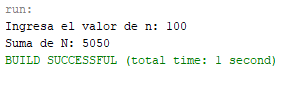 run:
Ingresa el valor de n: 100
Suma de N: 5050
BUILD SUCCESSFUL (total time: 1 second)